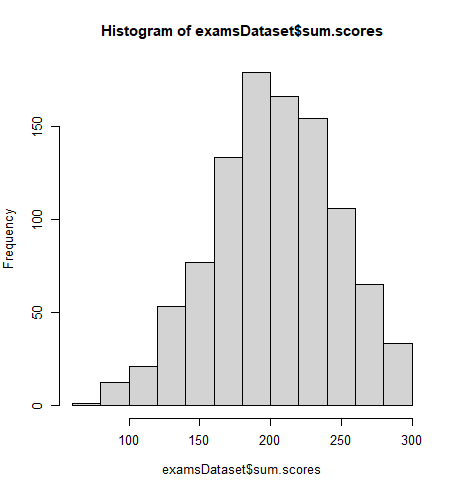 Histogram of examsDataset$sum.scores
Frequency
150
100
50
0
100 150 200 250 300
examsDataset$sum.scores